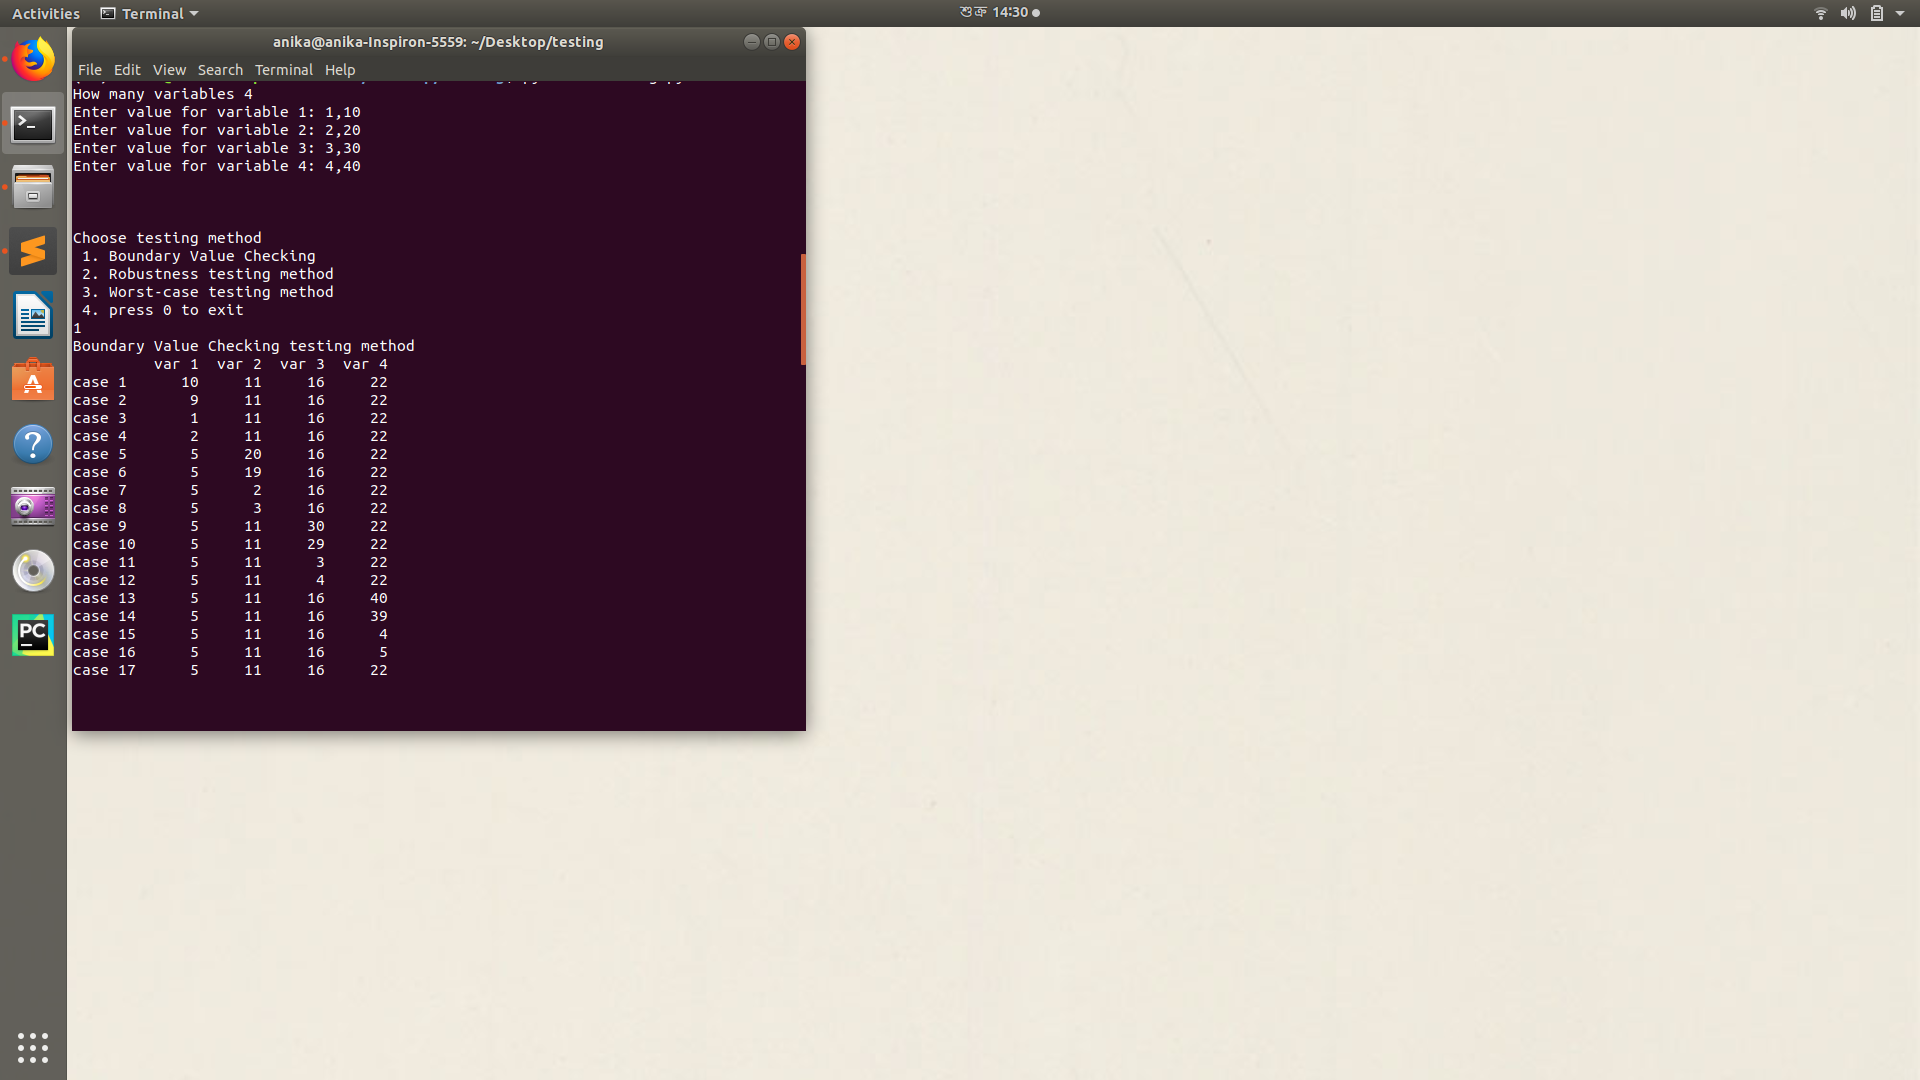 Activities Terminal শুক্র 14:30
anika@anika-Inspiron-5559: ~/Desktop/testing
File Edit View Search Terminal Help
How many variables 4
Enter value for variable 1: 1,10
Enter value for variable 2: 2,20
Enter value for variable 3: 3,30
Enter value for variable 4: 4,40
Choose testing method
1. Boundary Value Checking
2. Robustness testing method
3. Worst-case testing method
4. press 0 to exit
1
Boundary Value Checking testing method
var 1 var 2 var 3 var 4
case 1 10 11 16 22
case 2 9 11 16 22
case 3 1 11 16 22
case 4 2 11 16 22
case 5 5 20 16 22
case 6 5 19 16 22
case 7 5 2 16 22
case 8 5 3 16 22
case 9 5 11 30 22
case 10 5 11 29 22
case 11 5 11 3 22
case 12 5 11 4 22
case 13 5 11 16 40
case 14 5 11 16 39
case 15 5 11 16 4
case 16 5 11 16 5
case 17 5 11 16 22
PC